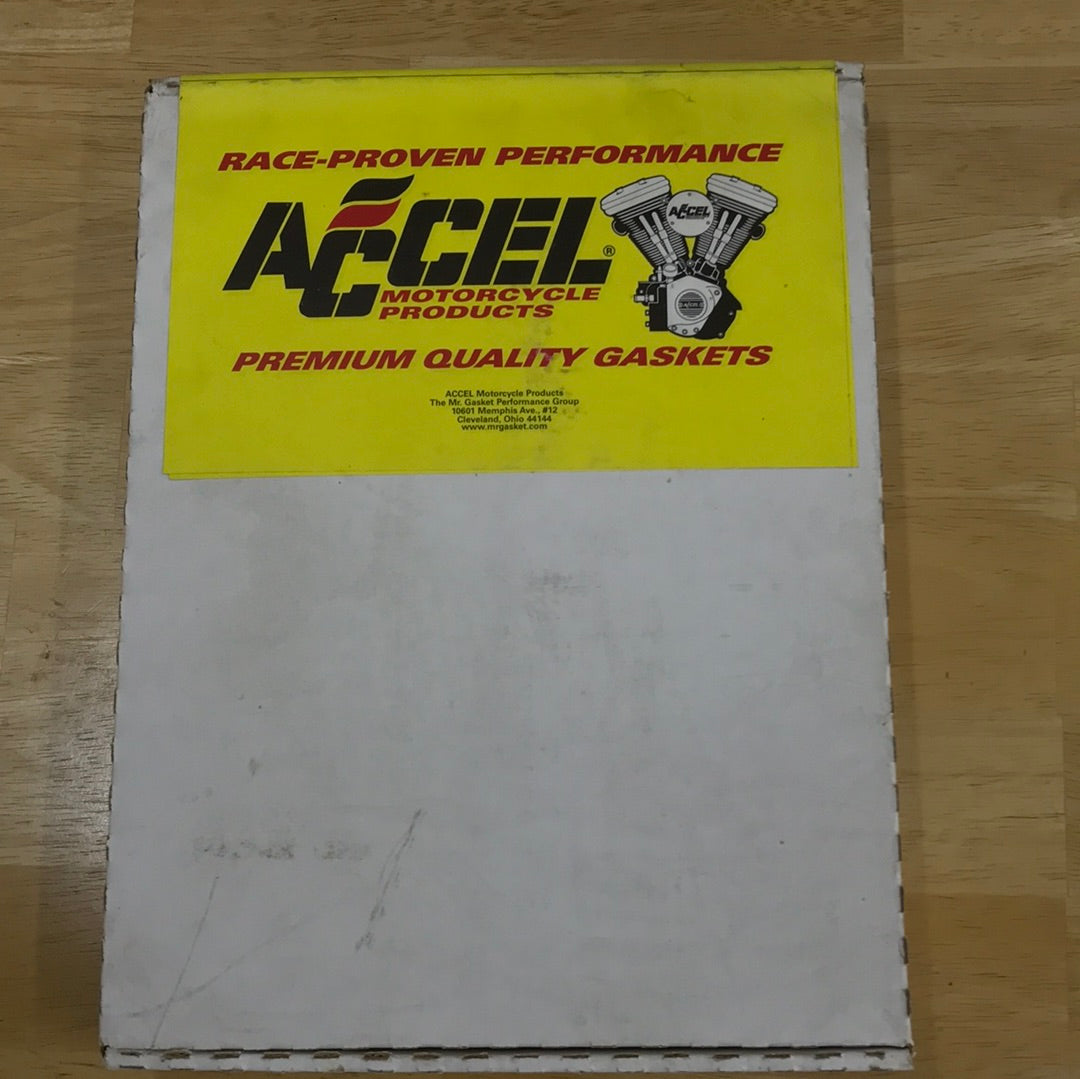 RACE-PROVEN PERFORMANCE
ACCEL®
ACCEL
MOTORCYCLE
PRODUCTS
ACCEL
PREMIUM QUALITY GASKETS
ACCEL Motorcycle Products
The Mr. Gasket Performance Group
10601 Memphis Ave., #12
Cleveland, Ohio 44144
www.mrgasket.com